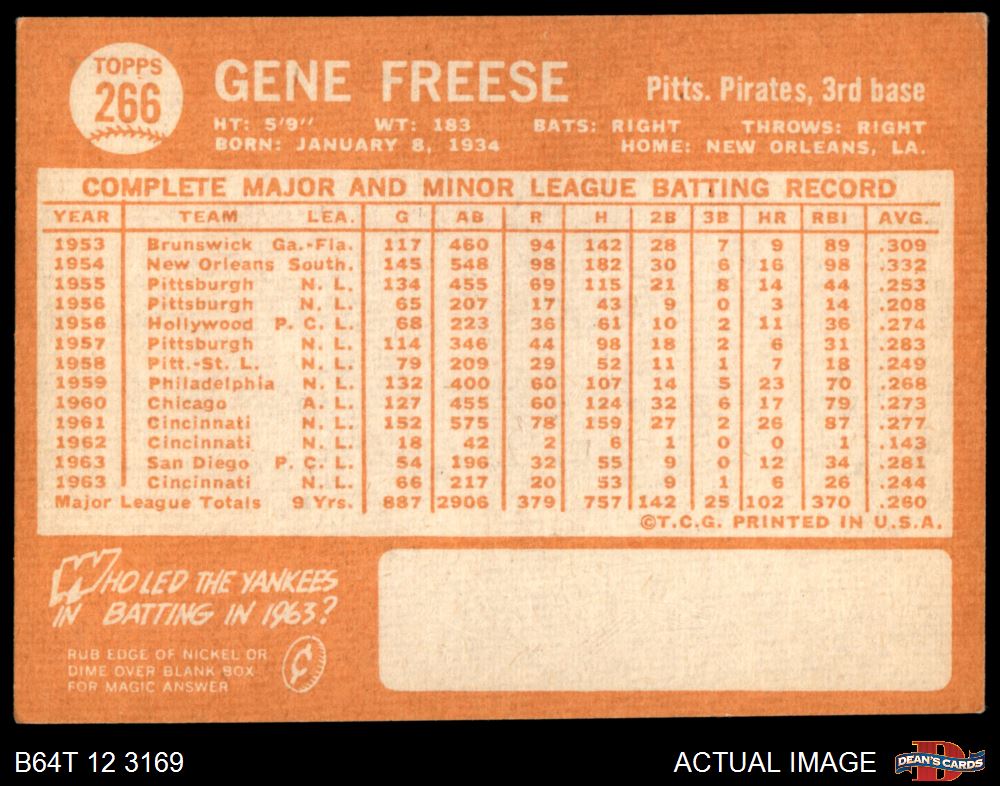 TOPPS
266
GENE FREESE
Pitts. Pirates, 3rd base
HT: 5'9" WT: 183 BATS: RIGHT THROWS: RIGHT
BORN: JANUARY 8, 1934 HOME: NEW ORLEANS, LA.
COMPLETE MAJOR AND MINOR LEAGUE BATTING RECORD
YEAR TEAM LEA. G AB R H 2B 3B HR RBI AVG.
1953 Brunswick Ga.-Fla. 117 460 94 142 28 7 9 89 .309
1954 New Orleans South. 145 548 98 182 30 6 16 98 .332
1955 Pittsburgh N. L. 134 455 69 115 21 8 14 44 .253
1956 Pittsburgh N. L. 65 207 17 43 9 0 3 14 .208
1956 Hollywood P. C. L. 68 223 36 61 10 2 11 36 .274
1957 Pittsburgh N. L. 114 346 44 98 18 2 6 31 .283
1958 Pitt.-St. L. N. L. 79 209 29 52 11 1 7 18 .249
1959 Philadelphia N. L. 132 400 60 107 14 5 23 70 .268
1960 Chicago A. L. 127 455 60 124 32 6 17 79 .273
1961 Cincinnati N. L. 152 575 78 159 27 2 26 87 .277
1962 Cincinnati N. L. 18 42 2 6 1 0 0 1 .143
1963 San Diego P. C. L. 54 196 32 55 9 0 12 34 .281
1963 Cincinnati N. L. 66 217 20 53 9 1 6 26 .244
Major League Totals 9 Yrs. 887 2906 379 757 142 25 102 370 .260
©T.C.G. PRINTED IN U.S.A.
WHO LED THE YANKEES
IN BATTING IN 1963?
RUB EDGE OF NICKEL OR
DIME OVER BLANK BOX
FOR MAGIC ANSWER
B64T 12 3169
ACTUAL IMAGE
D
DEAN'S CARDS